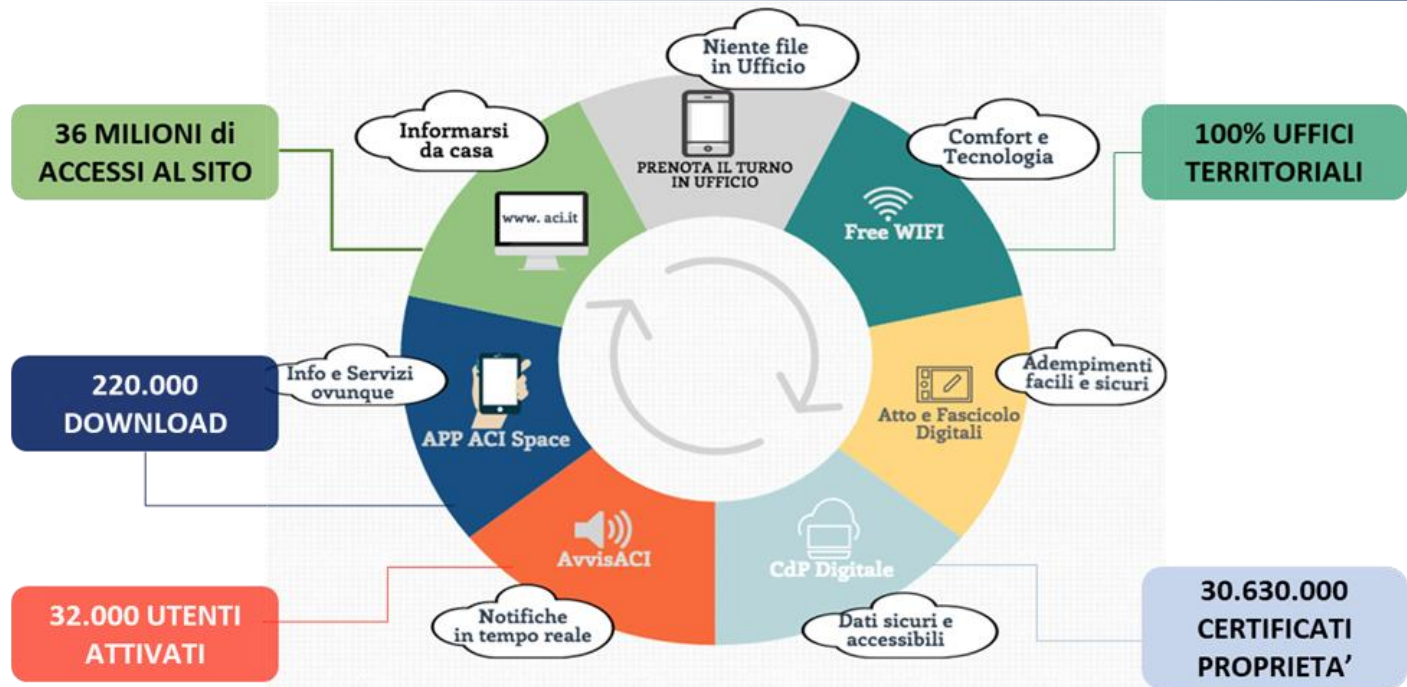 Niente file
in Ufficio
Informarsi
da casa
Comfort e
Tecnologia
36 MILIONI di
ACCESSI AL SITO
100% UFFICI
TERRITORIALI
PRENOTA IL TURNO
IN UFFICIO
www. aci.it
Free WIFI
Info e Servizi
ovunque
Adempimenti
facili e sicuri
220.000
DOWNLOAD
APP ACI Space
Atto e Fascicolo
Digitali
AvvisACI
CdP Digitale
32.000 UTENTI
ATTIVATI
Notifiche
in tempo reale
Dati sicuri e
accessibili
30.630.000
CERTIFICATI
PROPRIETA’